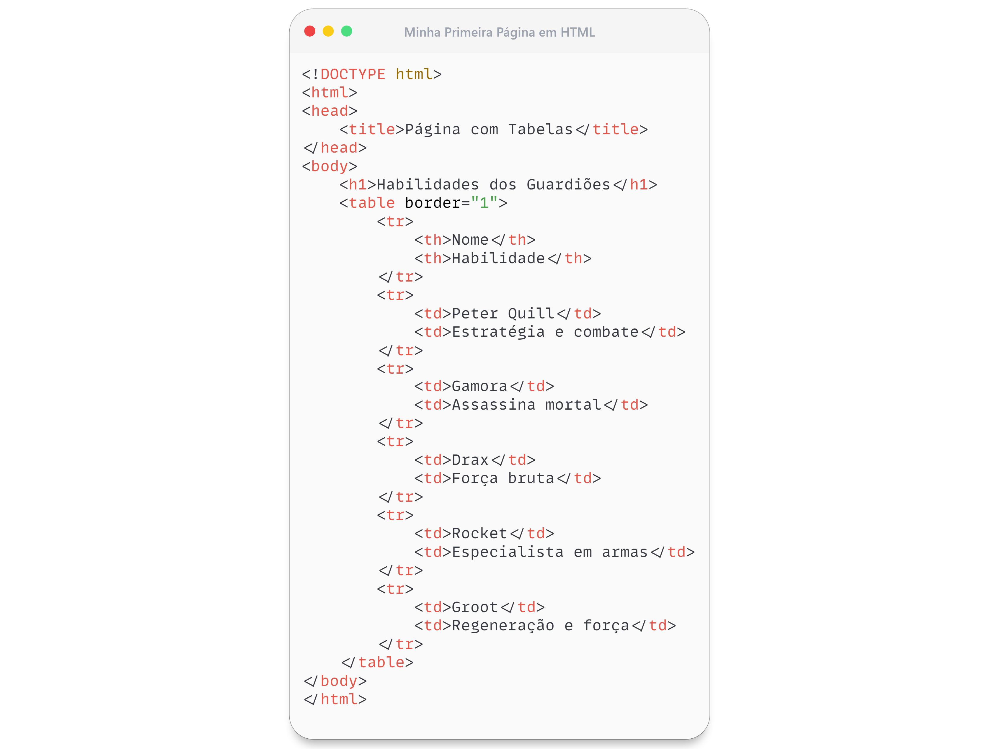 Minha Primeira Página em HTML
<!DOCTYPE html>
<html>
<head>
    <title>Página com Tabelas</title>
</head>
<body>
    <h1>Habilidades dos Guardiões</h1>
    <table border="1">
        <tr>
            <th>Nome</th>
            <th>Habilidade</th>
        </tr>
        <tr>
            <td>Peter Quill</td>
            <td>Estratégia e combate</td>
        </tr>
        <tr>
            <td>Gamora</td>
            <td>Assassina mortal</td>
        </tr>
        <tr>
            <td>Drax</td>
            <td>Força bruta</td>
        </tr>
        <tr>
            <td>Rocket</td>
            <td>Especialista em armas</td>
        </tr>
        <tr>
            <td>Groot</td>
            <td>Regeneração e força</td>
        </tr>
    </table>
</body>
</html>